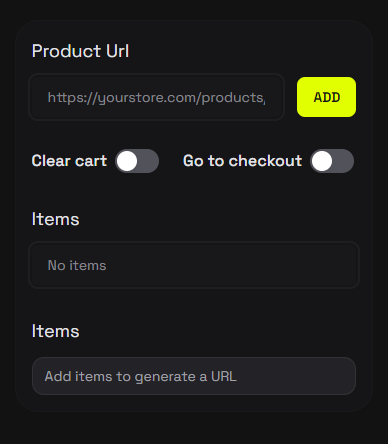 Product Url
https://yourstore.com/products,
ADD
Clear cart
Go to checkout
Items
No items
Items
Add items to generate a URL